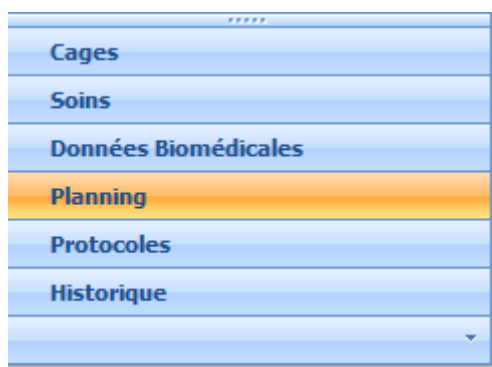 Cages
Soins
Données Biomédicales
Planning
Protocoles
Historique